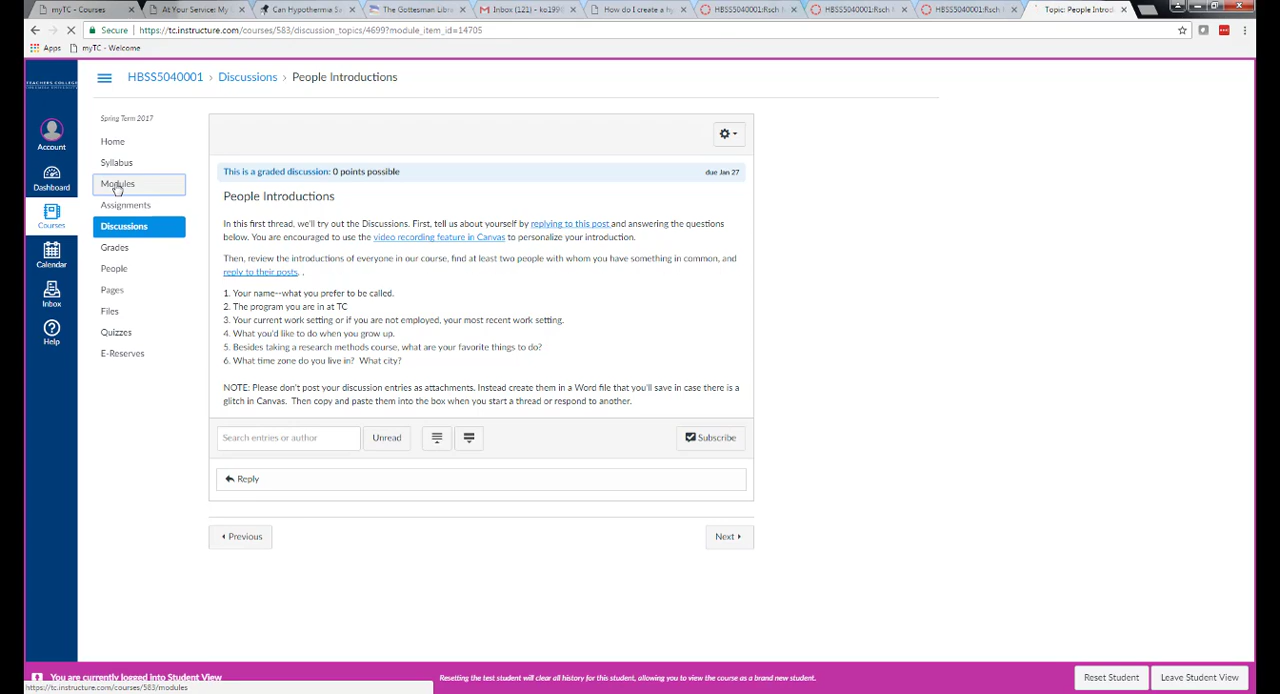 myTC - Courses
At Your Service: My C
Can Hypothermia Sa
The Gottesman Libr
Inbox (121) - ko1998
How do I create a hy
HBSS5040001:Rsch
HBSS5040001:Rsch
HBSS5040001:Rsch
Topic: People Introd
Secure https://tc.instructure.com/courses/583/discussion_topics/4699?module_item_id=14705
Apps myTC - Welcome
HBSS5040001 › Discussions › People Introductions
Account
Dashboard
Courses
Calendar
Inbox
Help
Spring Term 2017
Home
Syllabus
Modules
Assignments
Discussions
Grades
People
Pages
Files
Quizzes
E-Reserves
This is a graded discussion: 0 points possible
due Jan 27
People Introductions
In this first thread, we'll try out the Discussions. First, tell us about yourself by replying to this post and answering the questions
below. You are encouraged to use the video recording feature in Canvas to personalize your introduction.
Then, review the introductions of everyone in our course, find at least two people with whom you have something in common, and
reply to their posts. .
1. Your name--what you prefer to be called.
2. The program you are in at TC
3. Your current work setting or if you are not employed, your most recent work setting.
4. What you'd like to do when you grow up.
5. Besides taking a research methods course, what are your favorite things to do?
6. What time zone do you live in? What city?
NOTE: Please don't post your discussion entries as attachments. Instead create them in a Word file that you'll save in case there is a
glitch in Canvas. Then copy and paste them into the box when you start a thread or respond to another.
Search entries or author
Unread
Subscribe
Reply
Previous
Next
You are currently logged into Student View
Resetting the test student will clear all history for this student, allowing you to view the course as a brand new student.
Reset Student
Leave Student View
https://tc.instructure.com/courses/583/modules